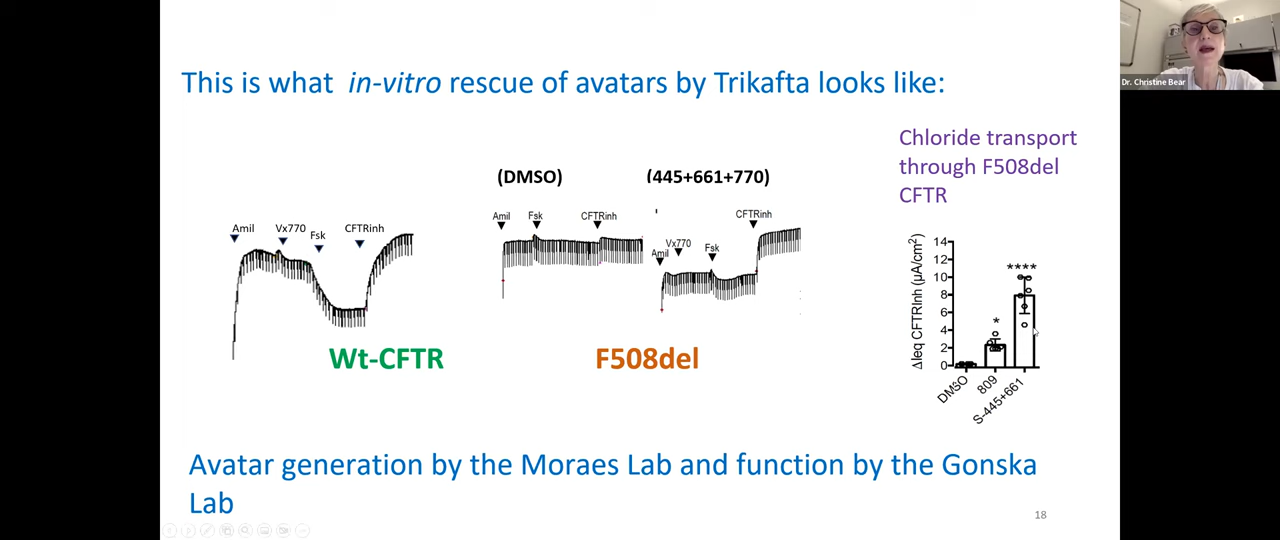 This is what in-vitro rescue of avatars by Trikafta looks like:
Dr. Christine Bear
Chloride transport
through F508del
CFTR
(DMSO)
(445+661+770)
Amil
Vx770
Fsk
CFTRinh
Amil
Fsk
CFTRinh
CFTRinh
Amil
Vx770
Fsk
Wt-CFTR
F508del
ΔIeq CFTRInh (µA/cm²)
14
12
10
8
6
4
2
0
*
****
DMSO
809
S-445+661
Avatar generation by the Moraes Lab and function by the Gonska
Lab
18